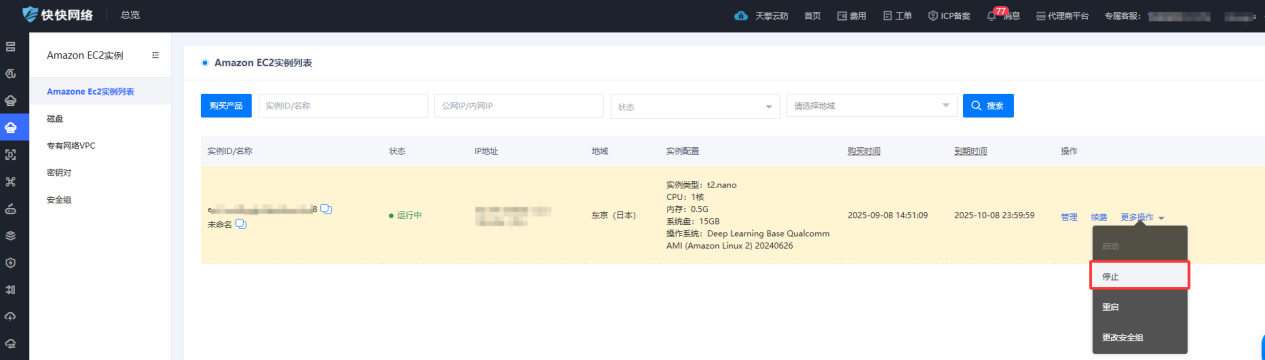 快快网络
总览
天擎云防
首页
费用
工单
ICP备案
77
消息
代理商平台
专属客服:
Amazon EC2实例
Amazone Ec2实例列表
磁盘
专有网络VPC
密钥对
安全组
Amazon EC2实例列表
购买产品
实例ID/名称
公网IP/内网IP
状态
请选择地域
搜索
实例ID/名称
状态
IP地址
地域
实例配置
购买时间
到期时间
操作
未命名
运行中
东京（日本）
实例类型：t2.nano
CPU：1核
内存：0.5G
系统盘：15GB
操作系统：Deep Learning Base Qualcomm
AMI (Amazon Linux 2) 20240626
2025-09-08 14:51:09
2025-10-08 23:59:59
管理
续费
更多操作
启动
停止
重启
更改安全组